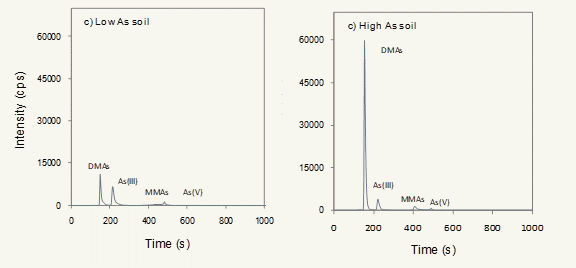 c) Low As soil
60000
45000
30000
15000
0
Intensity (cps)
DMAs
As(III)
MMAs
As(V)
0 200 400 600 800 1000
Time (s)
c) High As soil
60000
45000
30000
15000
0
DMAs
As(III)
MMAs
As(V)
0 200 400 600 800 1000
Time (s)